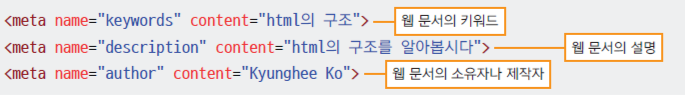 <meta name="keywords" content="html의 구조"> 웹 문서의 키워드
<meta name="description" content="html의 구조를 알아봅시다"> 웹 문서의 설명
<meta name="author" content="Kyunghee Ko"> 웹 문서의 소유자나 제작자